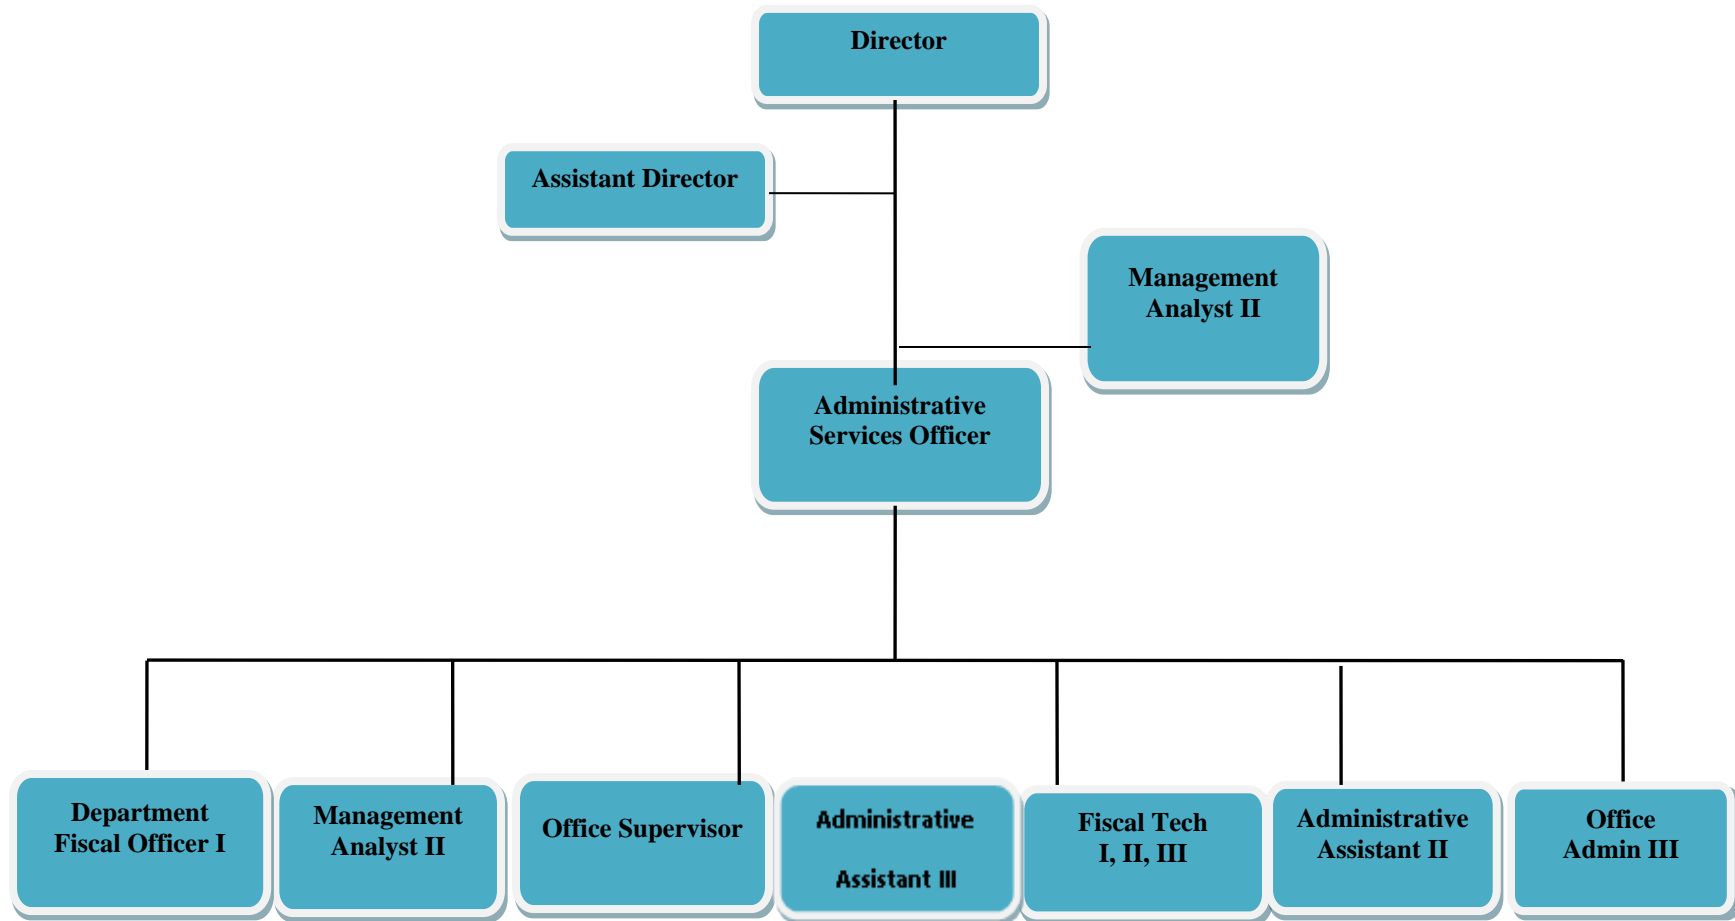 Director
Assistant Director
Management
Analyst II
Administrative
Services Officer
Department
Fiscal Officer I
Management
Analyst II
Office Supervisor
Administrative
Assistant III
Fiscal Tech
I, II, III
Administrative
Assistant II
Office
Admin III